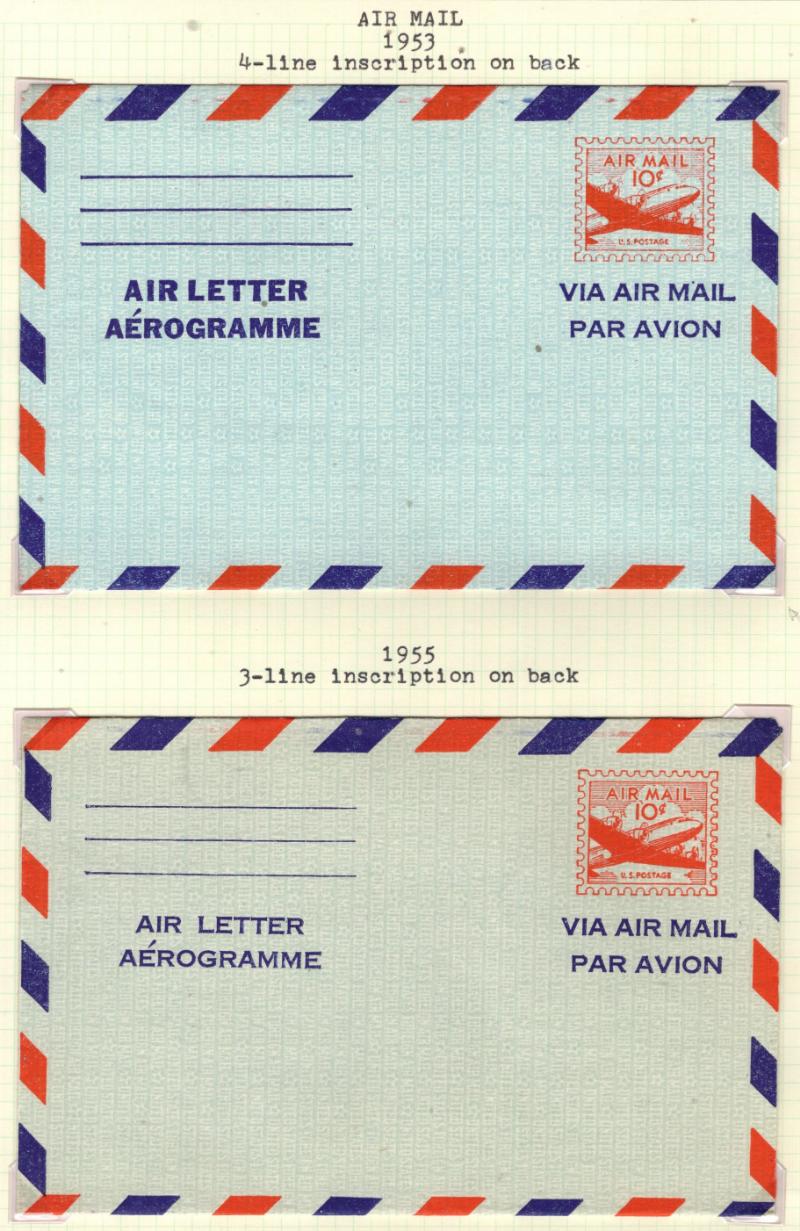 AIR MAIL
1953
4-line inscription on back
AIR MAIL
10¢
U.S. POSTAGE
AIR LETTER
AÉROGRAMME
VIA AIR MAIL
PAR AVION
1955
3-line inscription on back
AIR MAIL
10¢
U.S. POSTAGE
AIR LETTER
AÉROGRAMME
VIA AIR MAIL
PAR AVION